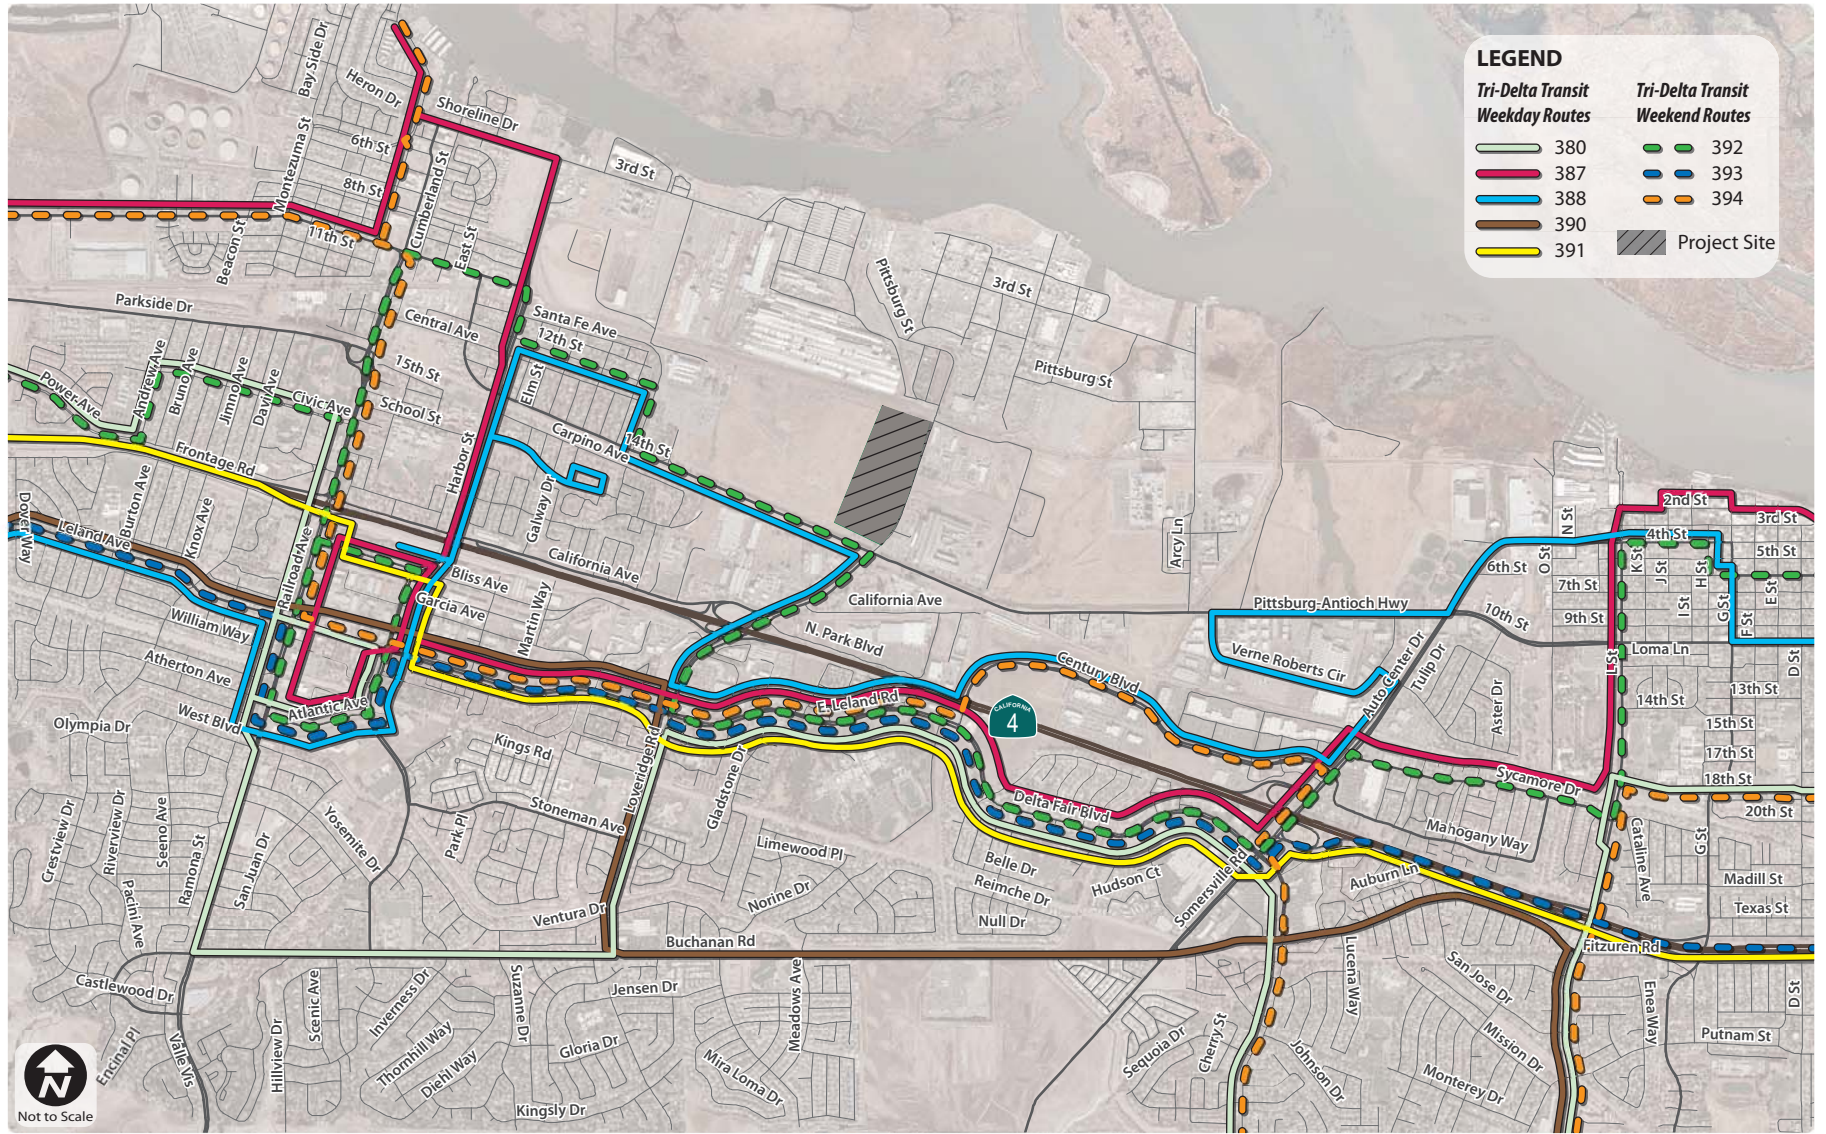 LEGEND
Tri-Delta Transit
Weekday Routes
380
387
388
390
391
Tri-Delta Transit
Weekend Routes
392
393
394
Project Site
Bay Side Dr
Heron Dr
Shoreline Dr
Montezuma St
6th St
8th St
Cumberland St
3rd St
11th St
Beacon St
East St
Parkside Dr
Central Ave
Santa Fe Ave
12th St
Pittsburg St
3rd St
Pittsburg St
15th St
Elm St
School St
Power Ave
Andrew Ave
Bruno Ave
Jimno Ave
Davi Ave
Civic Ave
Frontage Rd
Harbor St
Carpino Ave
14th St
Galway Dr
Dover Way
Leland Ave
Burton Ave
Knox Ave
Railroad Ave
California Ave
Bliss Ave
Garcia Ave
Martin Way
California Ave
N. Park Blvd
Arcy Ln
Pittsburg-Antioch Hwy
Verne Roberts Cir
Century Blvd
Auto Center Dr
Tulip Dr
William Way
Atherton Ave
West Blvd
Atlantic Ave
Olympia Dr
E. Leland Rd
CALIFORNIA
4
Kings Rd
Loveridge Rd
Gladstone Dr
Stoneman Ave
Delta Fair Blvd
2nd St
3rd St
4th St
5th St
N St
O St
6th St
7th St
9th St
10th St
K St
J St
I St
H St
G St
F St
E St
D St
L St
Loma Ln
13th St
14th St
15th St
17th St
18th St
20th St
Aster Dr
Sycamore Dr
Mahogany Way
Cataline Ave
G St
Madill St
Texas St
Crestview Dr
Riverview Dr
Seeno Ave
Ramona St
San Juan Dr
Yosemite Dr
Park Pl
Pacini Ave
Ventura Dr
Limewood Pl
Norine Dr
Belle Dr
Reimche Dr
Null Dr
Hudson Ct
Somersville Rd
Auburn Ln
Buchanan Rd
Fitzuren Rd
Castlewood Dr
Encinal Pl
Valle Vis
Hillview Dr
Scenic Ave
Inverness Dr
Thornhill Way
Diehl Way
Suzanne Dr
Gloria Dr
Kingsly Dr
Jensen Dr
Mira Loma Dr
Meadows Ave
Sequoia Dr
Cherry St
Johnson Dr
Lucena Way
San Jose Dr
Mission Dr
Monterey Dr
Enea Way
Putnam St
D St
N
Not to Scale